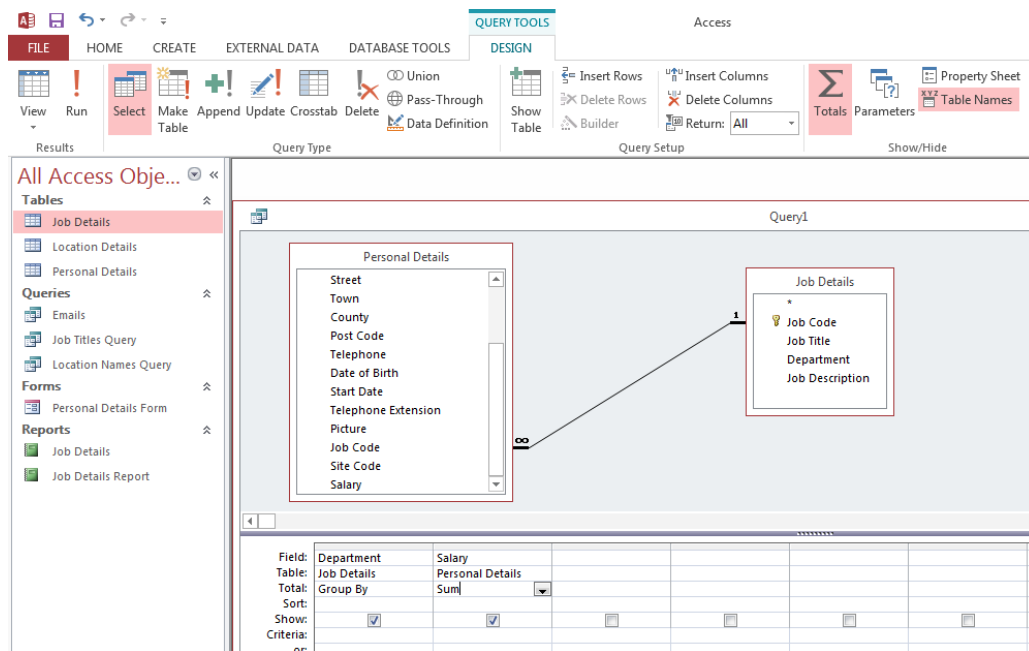 QUERY TOOLS Access
FILE HOME CREATE EXTERNAL DATA DATABASE TOOLS DESIGN
View Run Select Make Table Append Update Crosstab Delete
Union
Pass-Through
Data Definition
Show Table
Insert Rows
Delete Rows
Builder
Insert Columns
Delete Columns
Return: All
Totals Parameters
Property Sheet
XYZ Table Names
Results Query Type Query Setup Show/Hide
All Access Obje... «
Tables
Job Details
Location Details
Personal Details
Queries
Emails
Job Titles Query
Location Names Query
Forms
Personal Details Form
Reports
Job Details
Job Details Report
Query1
Personal Details
Street
Town
County
Post Code
Telephone
Date of Birth
Start Date
Telephone Extension
Picture
Job Code
Site Code
Salary
∞
1
Job Details
*
Job Code
Job Title
Department
Job Description
Field: Department Salary
Table: Job Details Personal Details
Total: Group By Sum
Sort:
Show:
Criteria:
or: